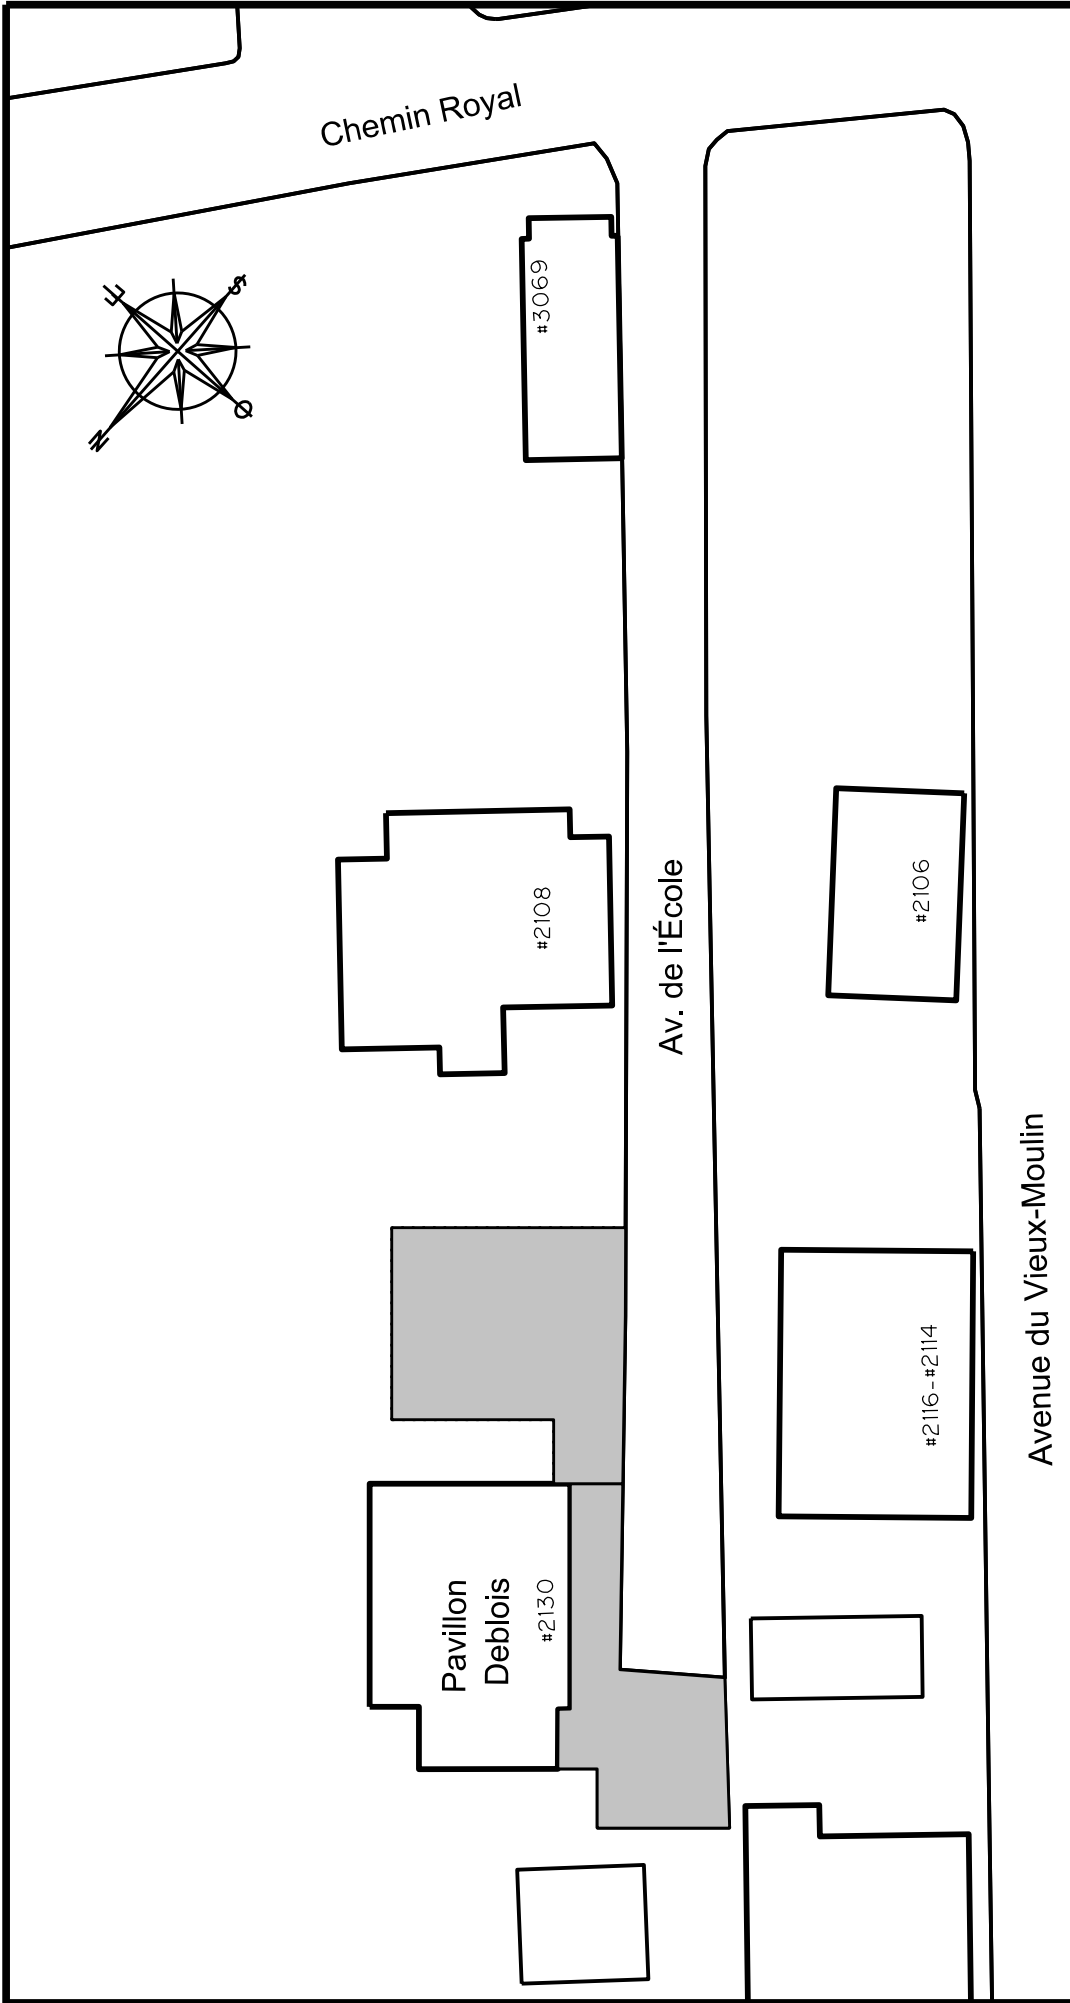 Chemin Royal
E
S
N
O
#3069
#2108
Av. de l'École
#2106
Avenue du Vieux-Moulin
#2116-#2114
Pavillon
Deblois
#2130